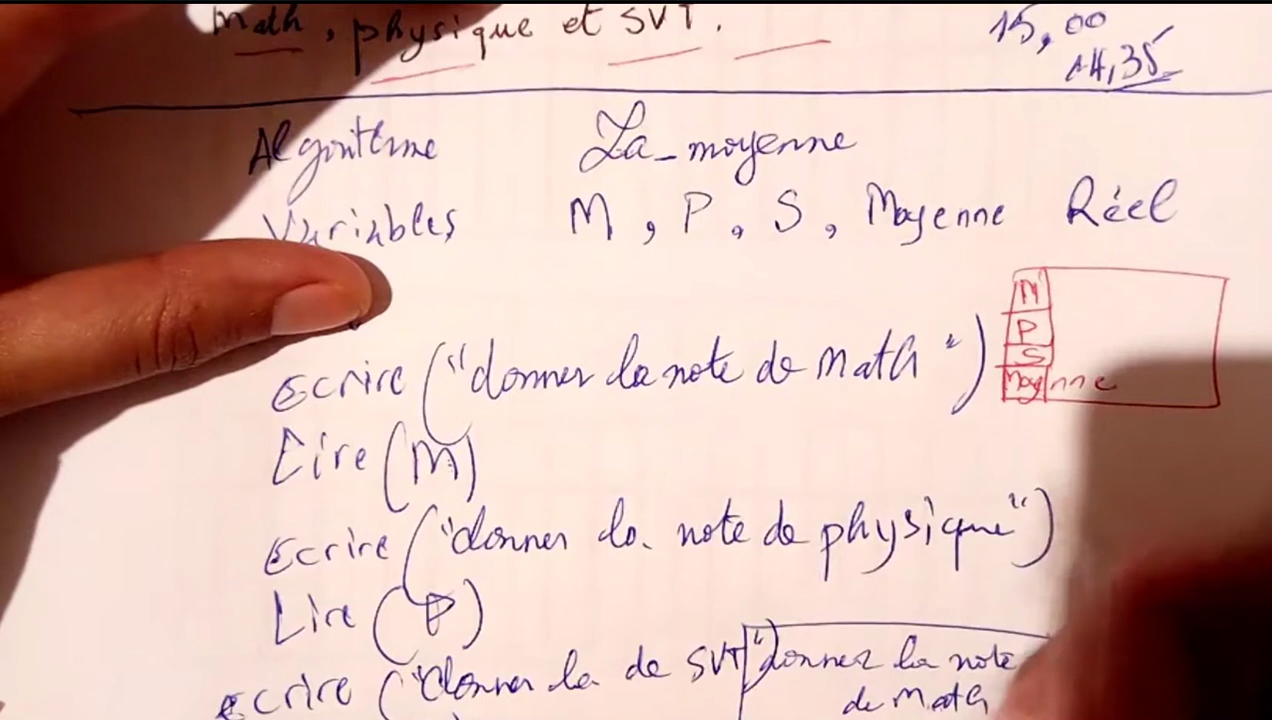 Math, physique et SVT.
15,00
14,35
Algorithme La_moyenne
Variables M, P, S, Moyenne Réel
M
P
S
Moyenne
Ecrire ("donner la note de math")
Lire (M)
Ecrire ("donner la note de physique")
Lire (P)
Ecrire ("donner la de SVT")
donner la note
de math